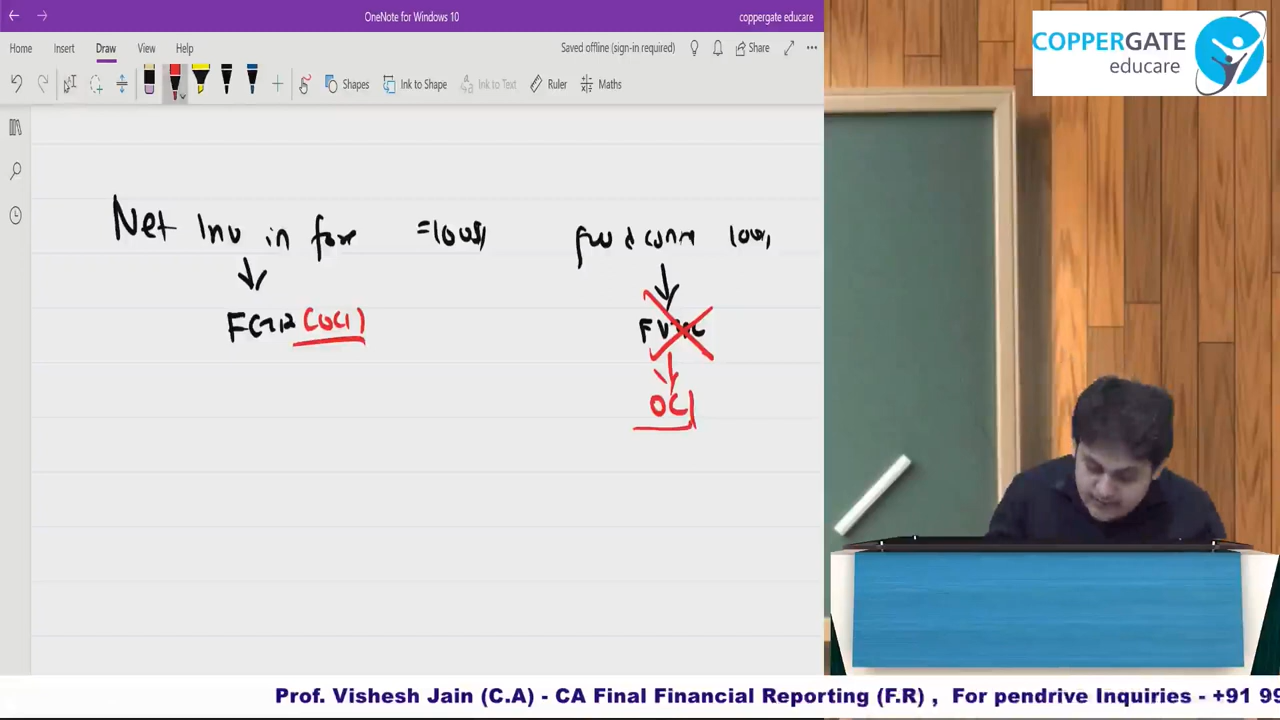 OneNote for Windows 10
coppergate educare
Home Insert Draw View Help
Saved offline (sign-in required)
Share
Shapes
Ink to Shape
Ink to Text
Ruler
Maths
COPPERGATE
educare
Net Inv in for =100$
fwd cont 100$
FCTR (OCI)
OCI
Prof. Vishesh Jain (C.A) - CA Final Financial Reporting (F.R) , For pendrive Inquiries - +91 99